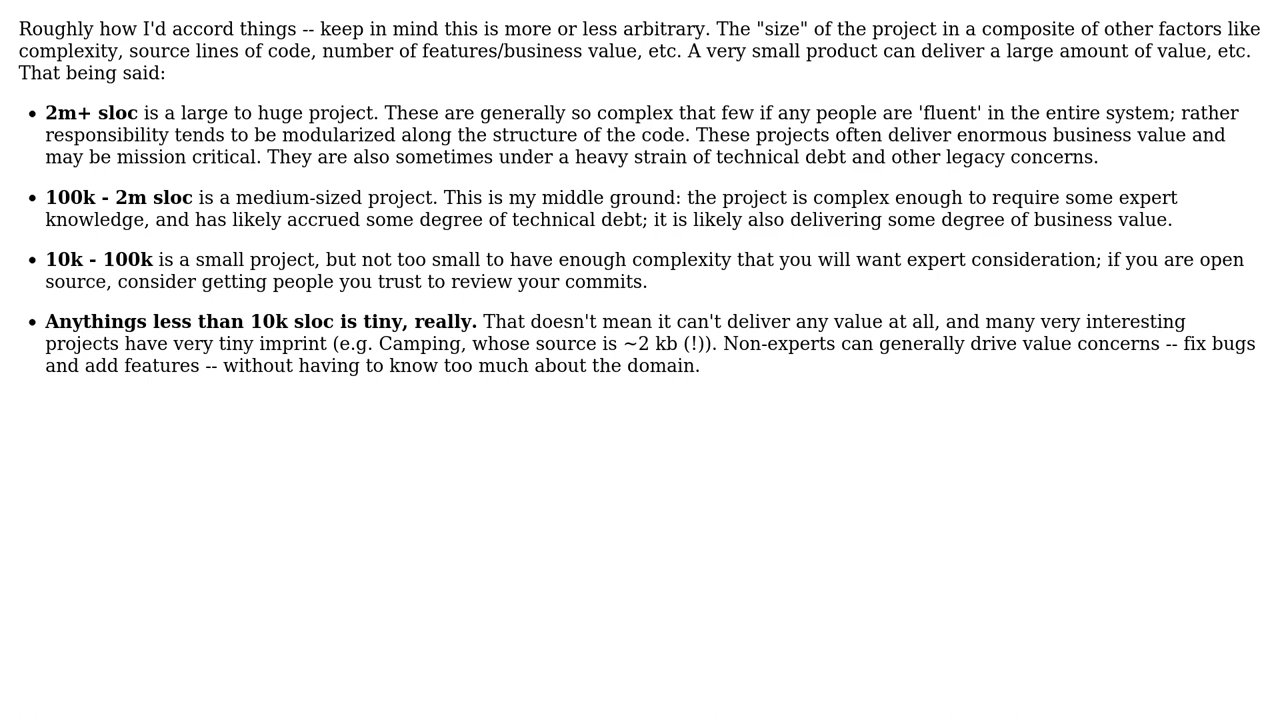 Roughly how I'd accord things -- keep in mind this is more or less arbitrary. The "size" of the project in a composite of other factors like
complexity, source lines of code, number of features/business value, etc. A very small product can deliver a large amount of value, etc.
That being said:
• 2m+ sloc is a large to huge project. These are generally so complex that few if any people are 'fluent' in the entire system; rather
responsibility tends to be modularized along the structure of the code. These projects often deliver enormous business value and
may be mission critical. They are also sometimes under a heavy strain of technical debt and other legacy concerns.
• 100k - 2m sloc is a medium-sized project. This is my middle ground: the project is complex enough to require some expert
knowledge, and has likely accrued some degree of technical debt; it is likely also delivering some degree of business value.
• 10k - 100k is a small project, but not too small to have enough complexity that you will want expert consideration; if you are open
source, consider getting people you trust to review your commits.
• Anythings less than 10k sloc is tiny, really. That doesn't mean it can't deliver any value at all, and many very interesting
projects have very tiny imprint (e.g. Camping, whose source is ~2 kb (!)). Non-experts can generally drive value concerns -- fix bugs
and add features -- without having to know too much about the domain.